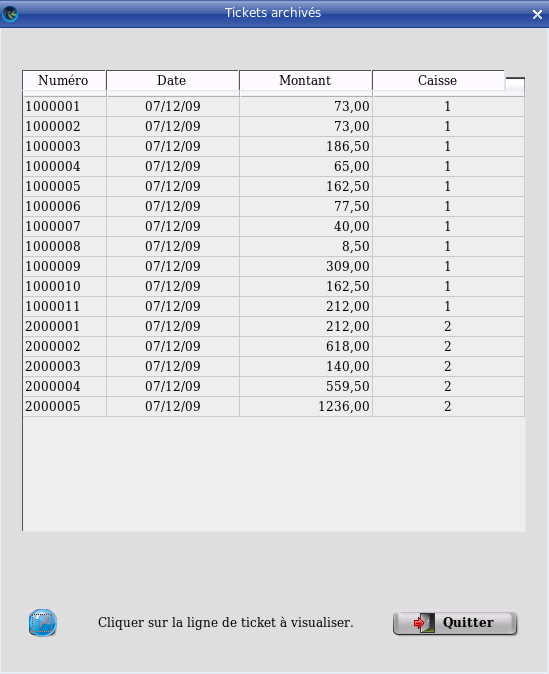 Tickets archivés
Numéro Date Montant Caisse
1000001 07/12/09 73,00 1
1000002 07/12/09 73,00 1
1000003 07/12/09 186,50 1
1000004 07/12/09 65,00 1
1000005 07/12/09 162,50 1
1000006 07/12/09 77,50 1
1000007 07/12/09 40,00 1
1000008 07/12/09 8,50 1
1000009 07/12/09 309,00 1
1000010 07/12/09 162,50 1
1000011 07/12/09 212,00 1
2000001 07/12/09 212,00 2
2000002 07/12/09 618,00 2
2000003 07/12/09 140,00 2
2000004 07/12/09 559,50 2
2000005 07/12/09 1236,00 2
Cliquer sur la ligne de ticket à visualiser. Quitter